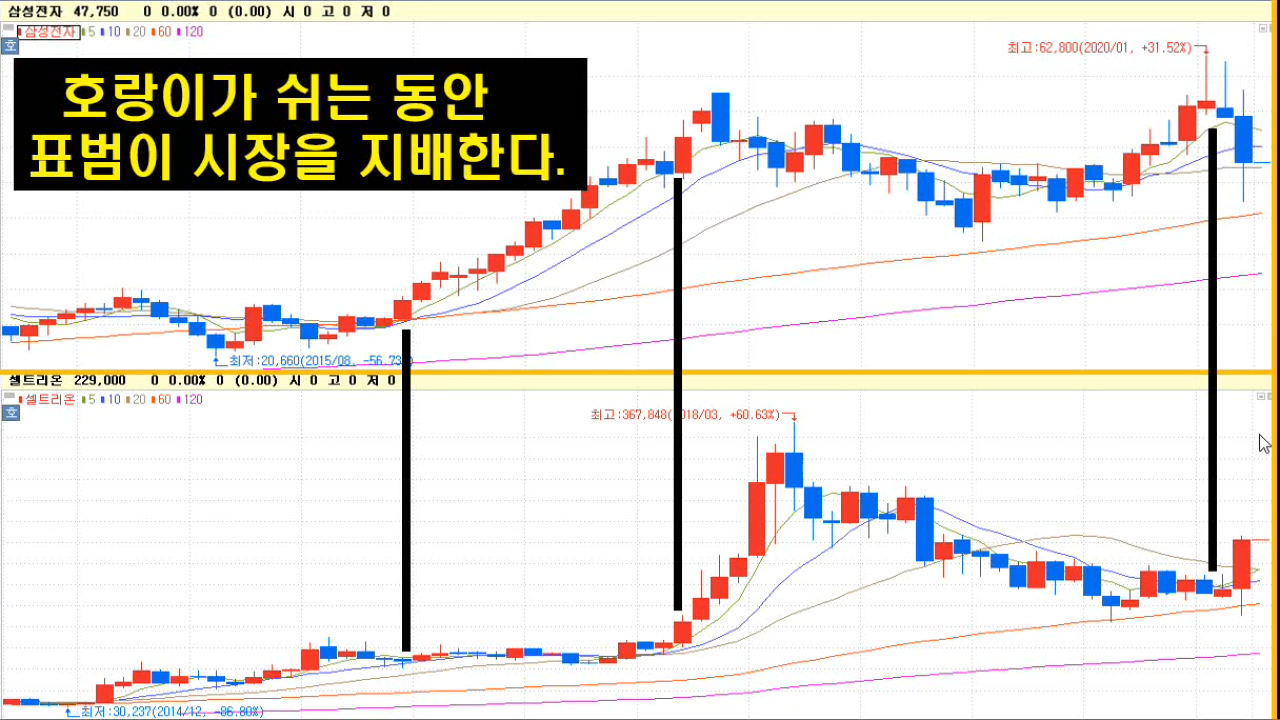 삼성전자 47,750 0 0.00% 0 (0.00) 시 0 고 0 저 0
삼성전자 5 10 20 60 120
호
최고:62,800(2020/01, +31.52%)
호랑이가 쉬는 동안
표범이 시장을 지배한다.
최저:20,660(2015/08, -56.73%)
셀트리온 229,000 0 0.00% 0 (0.00) 시 0 고 0 저 0
셀트리온 5 10 20 60 120
호
최고:367,848( 018/03, +60.63%)
최저:30,237(2014/12, -86.80%)